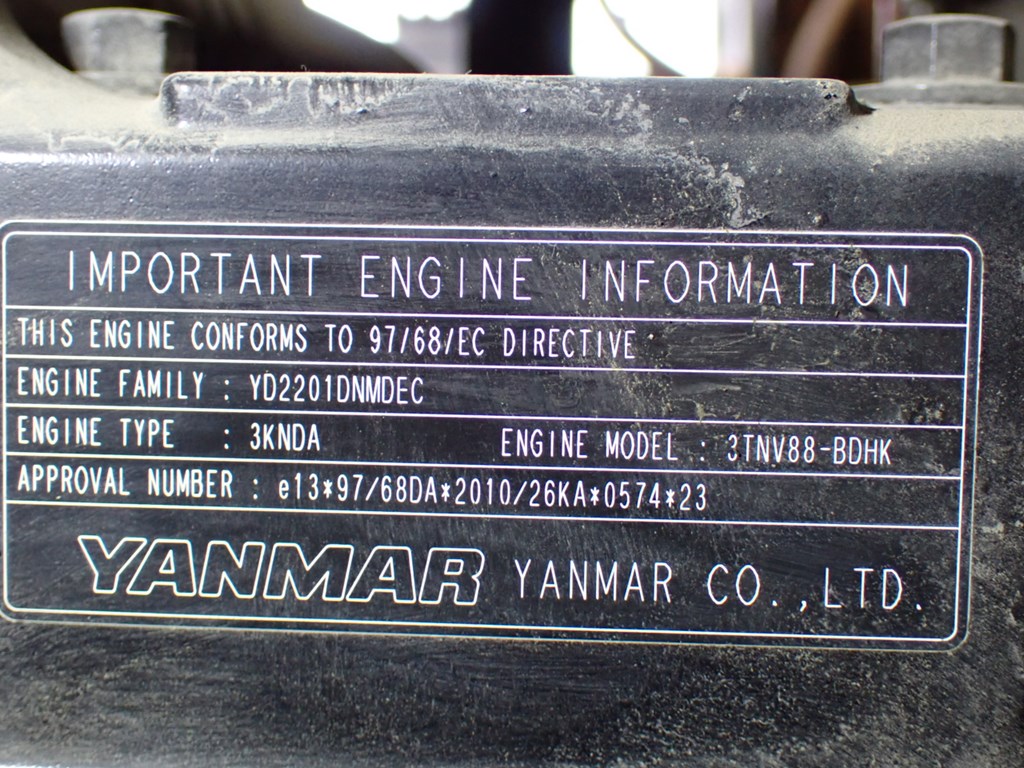 IMPORTANT ENGINE INFORMATION
THIS ENGINE CONFORMS TO 97/68/EC DIRECTIVE
ENGINE FAMILY : YD2201DNMDEC
ENGINE TYPE : 3KNDA ENGINE MODEL : 3TNV88-BDHK
APPROVAL NUMBER : e13*97/68DA*2010/26KA*0574*23
YANMAR YANMAR CO.,LTD.